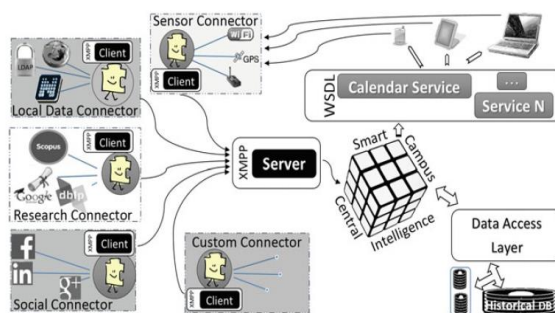 Sensor Connector
XMPP
Client
WiFi
GPS
XMPP
Client
LDAP
Local Data Connector
XMPP
Client
Scopus
Google
dblp
Research Connector
XMPP
Client
f
in
g+
Social Connector
Custom Connector
XMPP
Client
XMPP
Server
WSDL
Calendar Service
...
Service N
Smart
Campus
Central
Intelligence
Data Access
Layer
Historical DB